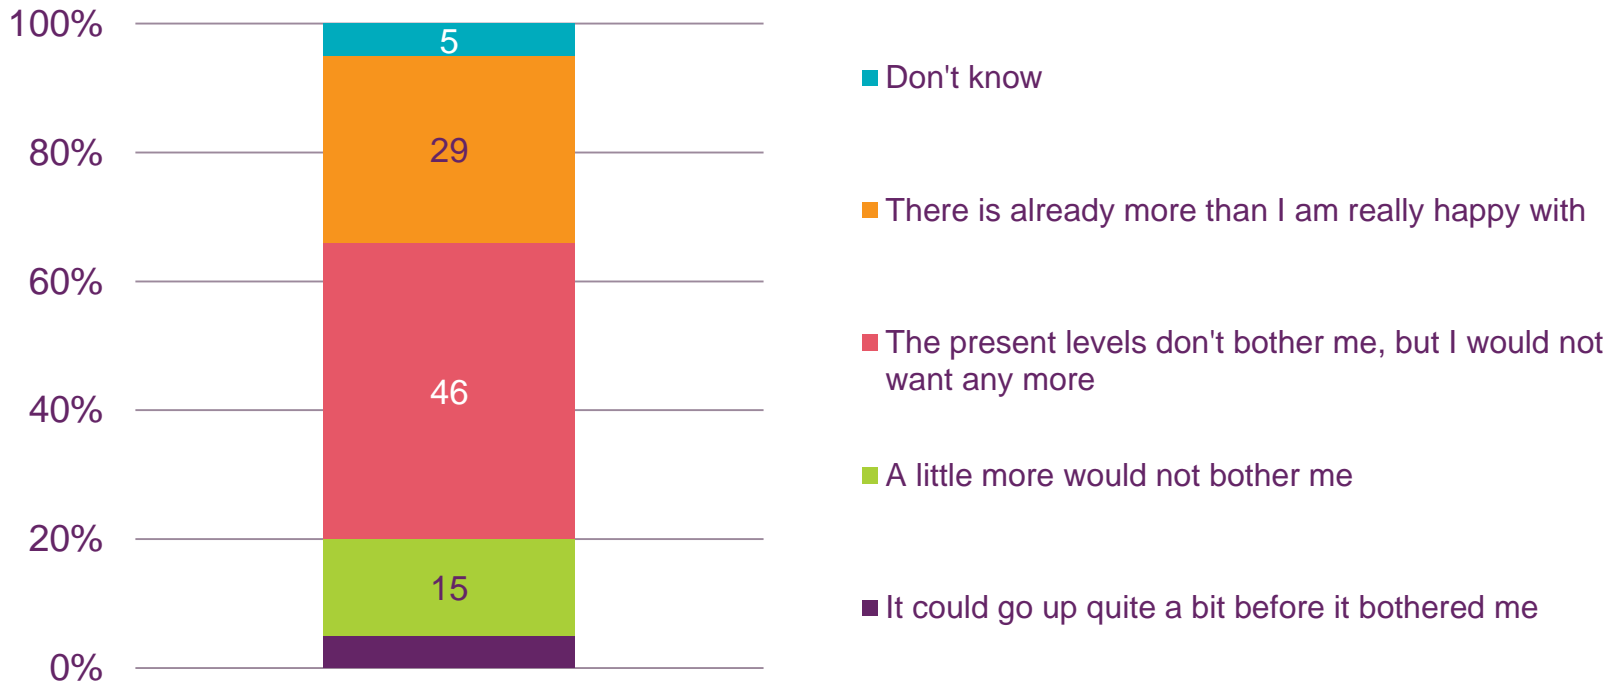 100%
80%
60%
40%
20%
0%
5
29
46
15
Don't know
There is already more than I am really happy with
The present levels don't bother me, but I would not
want any more
A little more would not bother me
It could go up quite a bit before it bothered me